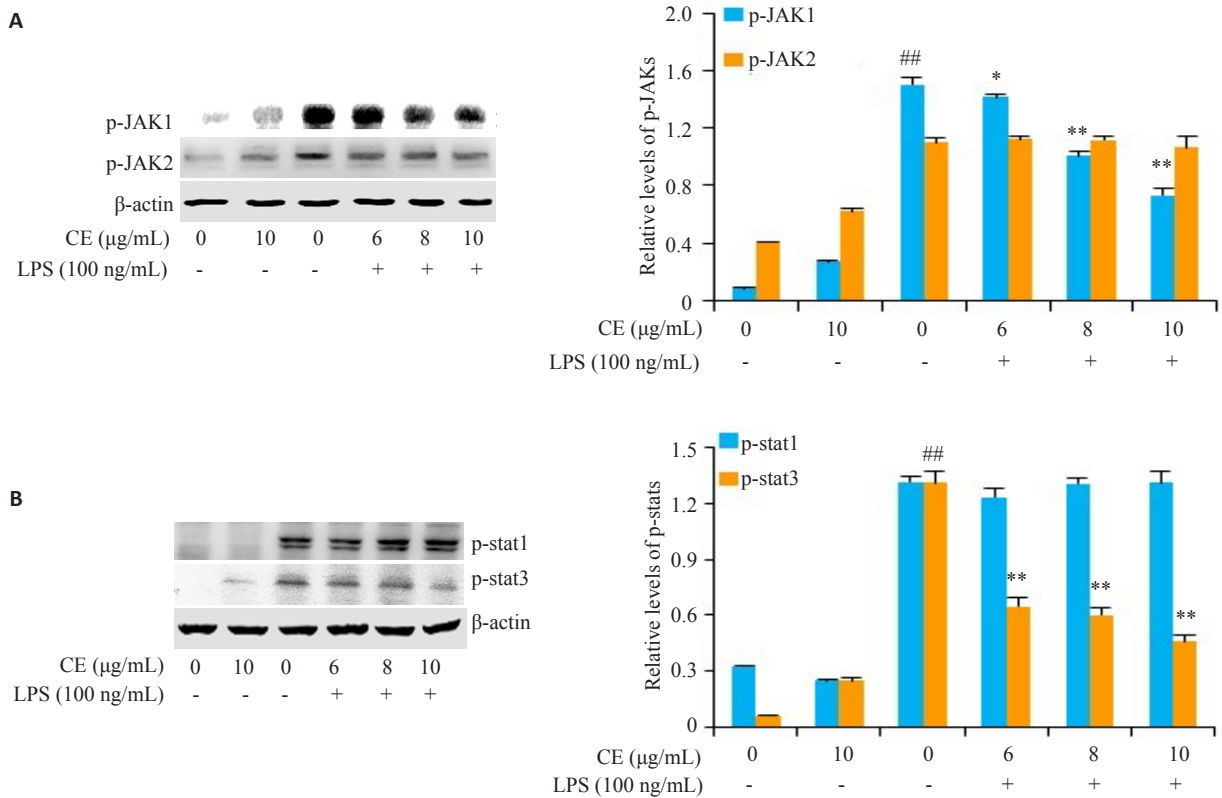 A
p-JAK1
p-JAK2
β-actin
CE (μg/mL) 0 10 0 6 8 10
LPS (100 ng/mL) - - - + + +
2.0
1.6
1.2
0.8
0.4
0
Relative levels of p-JAKs
p-JAK1
p-JAK2
##
*
**
**
CE (μg/mL) 0 10 0 6 8 10
LPS (100 ng/mL) - - - + + +
B
p-stat1
p-stat3
β-actin
CE (μg/mL) 0 10 0 6 8 10
LPS (100 ng/mL) - - - + + +
1.5
1.2
0.9
0.6
0.3
0
Relative levels of p-stats
p-stat1
p-stat3
##
**
**
**
CE (μg/mL) 0 10 0 6 8 10
LPS (100 ng/mL) - - - + + +